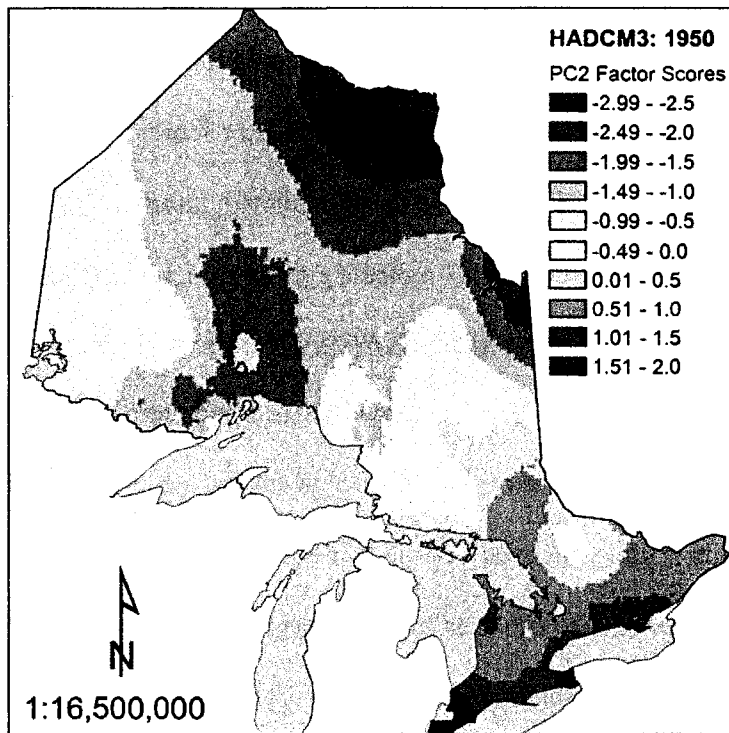 HADCM3: 1950
PC2 Factor Scores
-2.99 - -2.5
-2.49 - -2.0
-1.99 - -1.5
-1.49 - -1.0
-0.99 - -0.5
-0.49 - 0.0
0.01 - 0.5
0.51 - 1.0
1.01 - 1.5
1.51 - 2.0
N
1:16,500,000